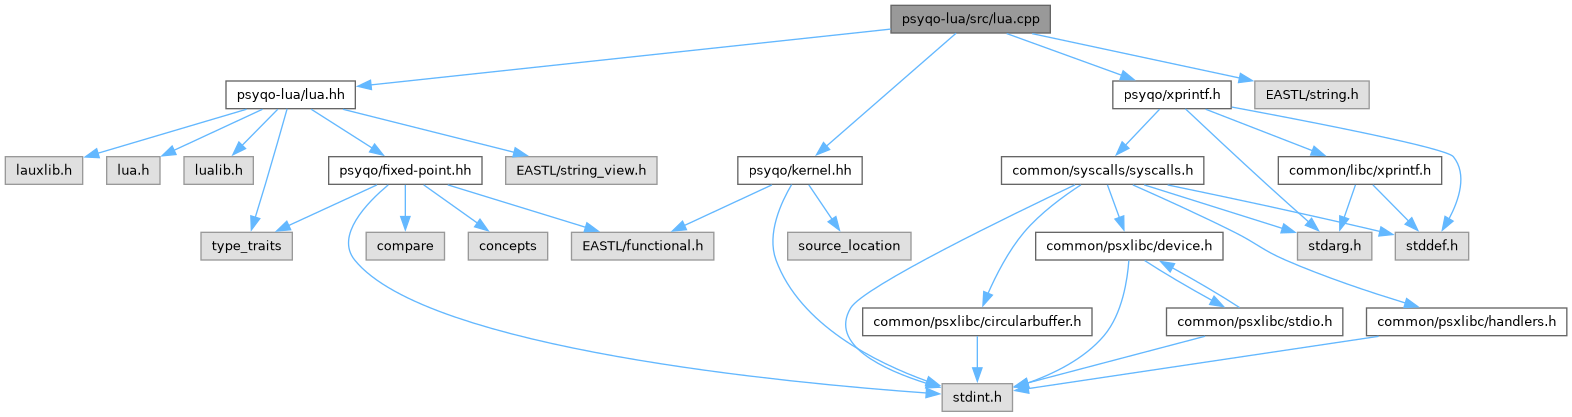 psyqo-lua/src/lua.cpp
psyqo-lua/lua.hh
psyqo/xprintf.h
EASTL/string.h
lauxlib.h
lua.h
lualib.h
psyqo/fixed-point.hh
EASTL/string_view.h
psyqo/kernel.hh
common/syscalls/syscalls.h
common/libc/xprintf.h
type_traits
compare
concepts
EASTL/functional.h
source_location
common/psxlibc/device.h
stdarg.h
stddef.h
common/psxlibc/circularbuffer.h
common/psxlibc/stdio.h
common/psxlibc/handlers.h
stdint.h